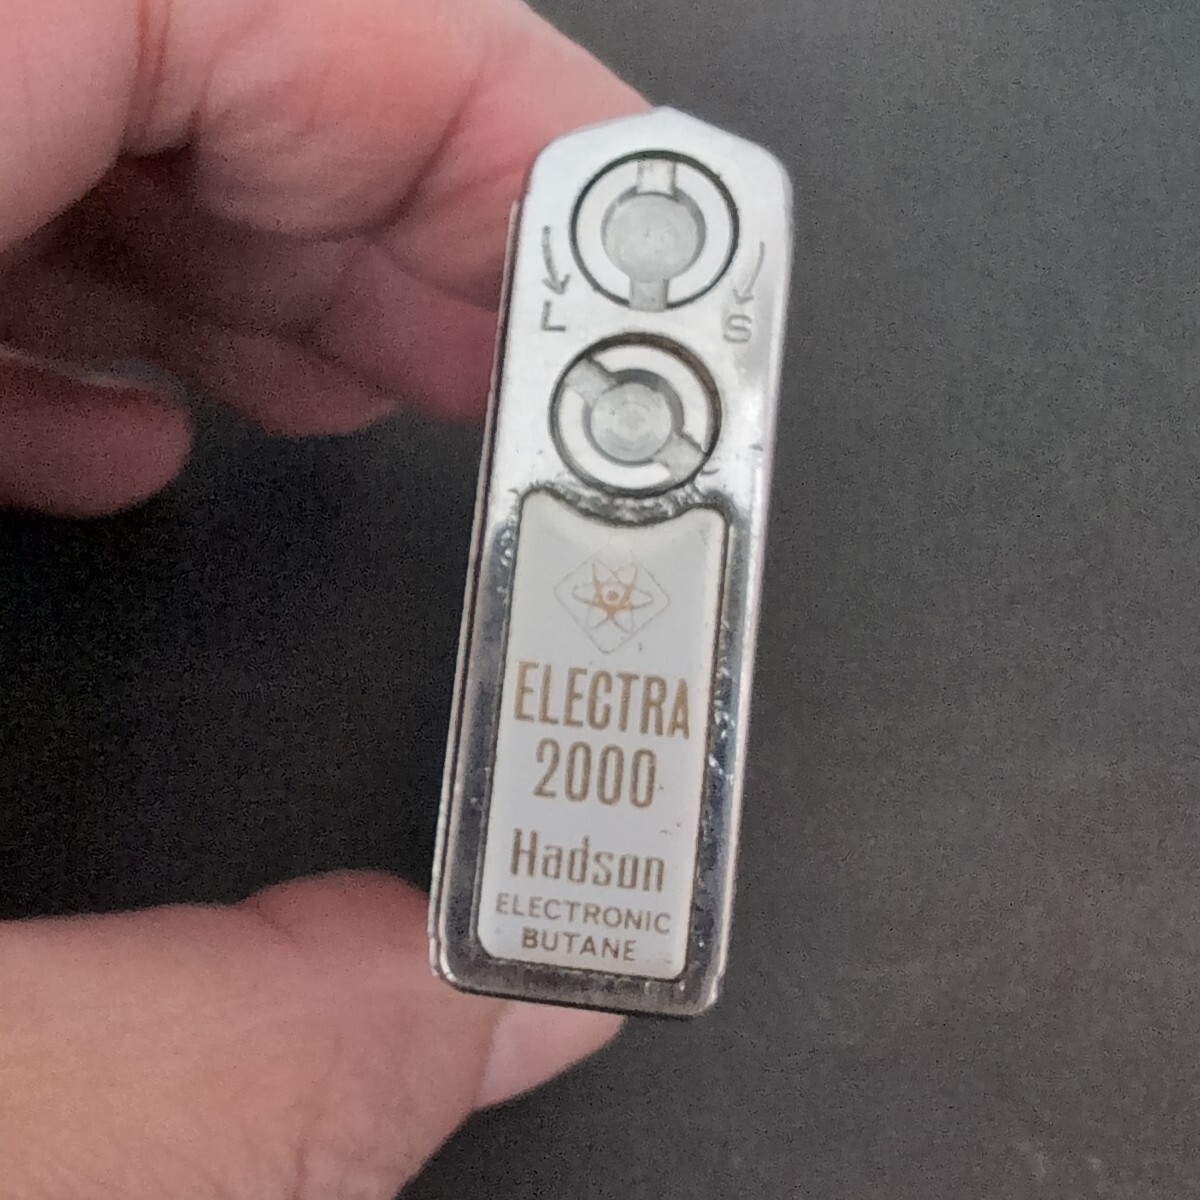 L S
ELECTRA
2000
Hadson
ELECTRONIC
BUTANE